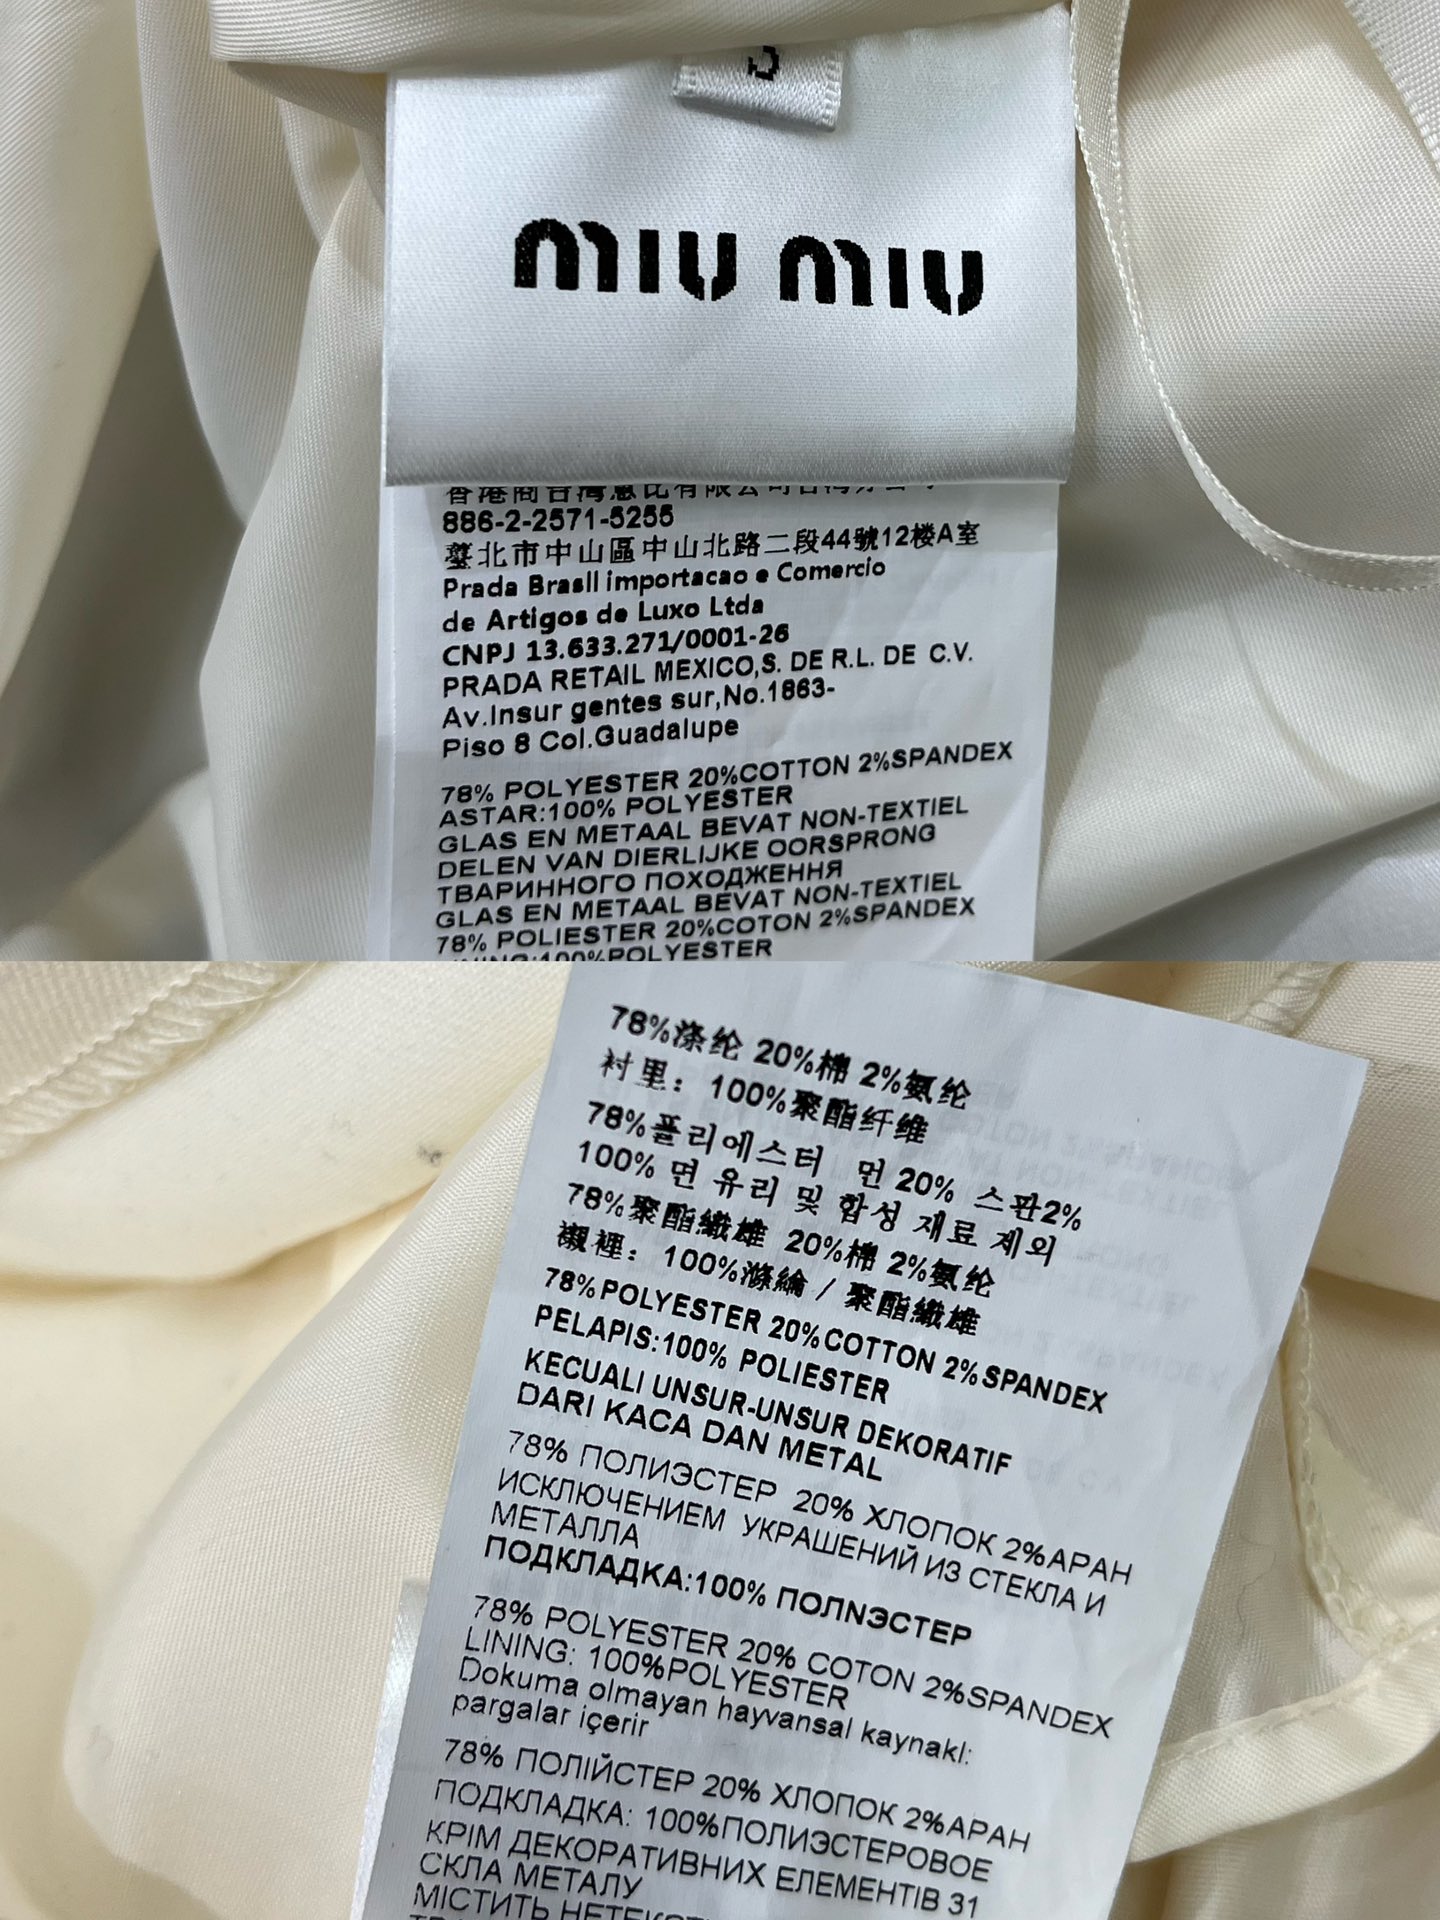 MIU MIU
886-2-2571-5255
臺北市中山區中山北路二段44號12楼A室
Prada Brasll importacao e Comercio
de Artigos de Luxo Ltda
CNPJ 13.633.271/0001-26
PRADA RETAIL MEXICO,S. DE R.L. DE C.V.
Av.Insur gentes sur,No.1863-
Piso 8 Col.Guadalupe
78% POLYESTER 20%COTTON 2%SPANDEX
ASTAR:100% POLYESTER
GLAS EN METAAL BEVAT NON-TEXTIEL
DELEN VAN DIERLIJKE OORSPRONG
ТВАРИННОГО ПОХОДЖЕННЯ
GLAS EN METAAL BEVAT NON-TEXTIEL
78% POLIESTER 20%COTON 2%SPANDEX
LINING:100%POLYESTER
78%涤纶 20%棉 2%氨纶
衬里：100%聚酯纤维
78%폴리에스터 먼 20% 스판2%
100% 면 유리 및 합성 재료 제외
78%聚酯纖維 20%棉 2%氨纶
襯裡：100%滌綸 / 聚酯纖維
78%POLYESTER 20%COTTON 2%SPANDEX
PELAPIS:100% POLIESTER
KECUALI UNSUR-UNSUR DEKORATIF
DARI KACA DAN METAL
78% ПОЛИЭСТЕР 20% ХЛОПОК 2%АРАН
ИСКЛЮЧЕНИЕМ УКРАШЕНИЙ ИЗ СТЕКЛА И
МЕТАЛЛА
ПОДКЛАДКА:100% ПОЛNЭСТЕР
78% POLYESTER 20% COTON 2%SPANDEX
LINING: 100%POLYESTER
Dokuma olmayan hayvansal kaynakl:
pargalar içerir
78% ПОЛІЙСТЕР 20% ХЛОПОК 2%АРАН
ПОДКЛАДКА: 100%ПОЛИЭСТЕРОВОЕ
КРІМ ДЕКОРАТИВНИХ ЕЛЕМЕНТІВ 31
СКЛА МЕТАЛУ
МІСТИТЬ